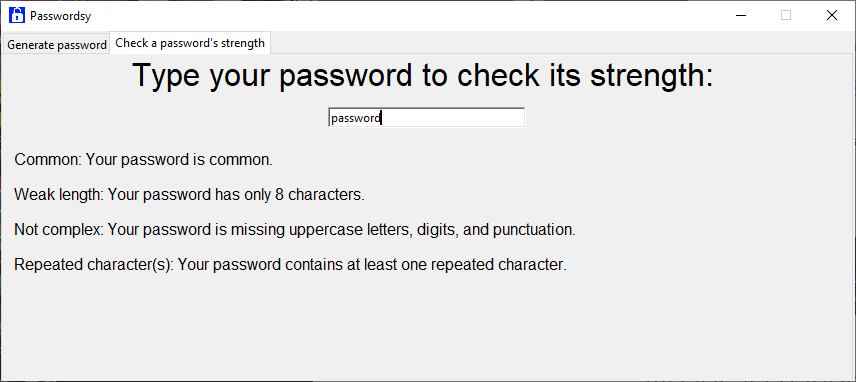 Passwordsy
Generate password Check a password's strength
Type your password to check its strength:
password
Common: Your password is common.
Weak length: Your password has only 8 characters.
Not complex: Your password is missing uppercase letters, digits, and punctuation.
Repeated character(s): Your password contains at least one repeated character.